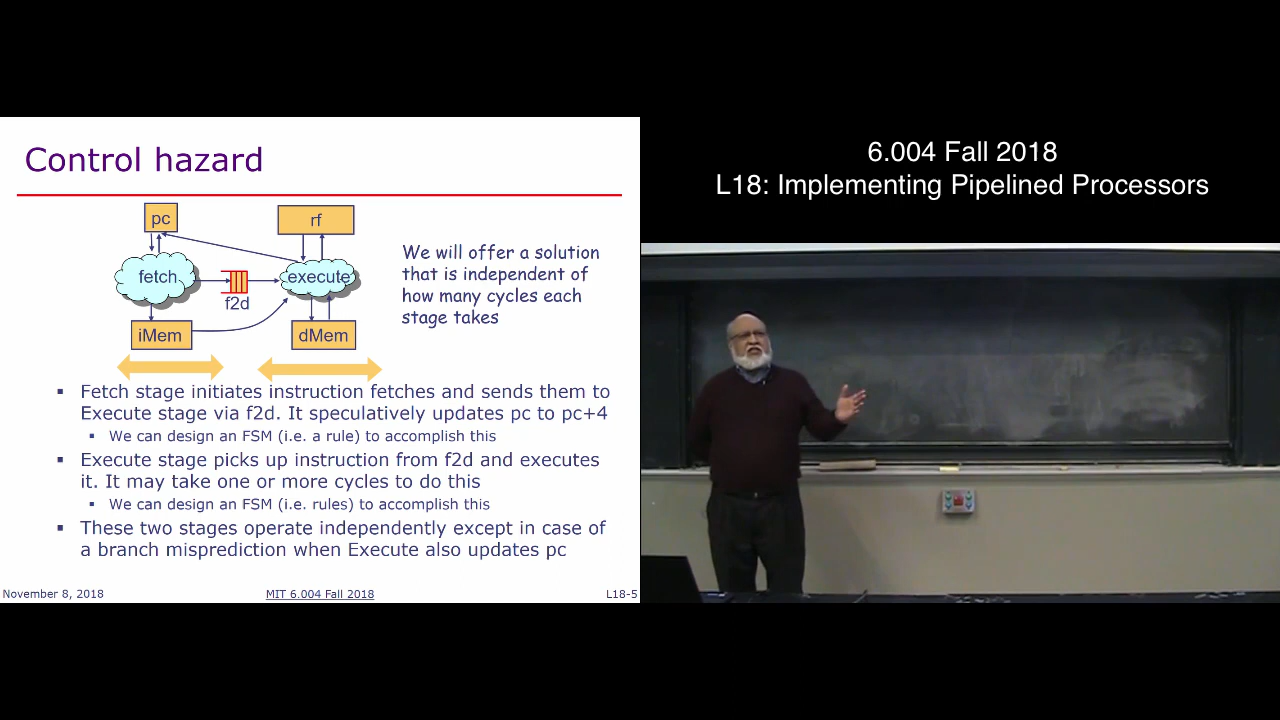 Control hazard
pc
rf
fetch
execute
f2d
iMem
dMem
We will offer a solution
that is independent of
how many cycles each
stage takes
▪ Fetch stage initiates instruction fetches and sends them to
Execute stage via f2d. It speculatively updates pc to pc+4
▪ We can design an FSM (i.e. a rule) to accomplish this
▪ Execute stage picks up instruction from f2d and executes
it. It may take one or more cycles to do this
▪ We can design an FSM (i.e. rules) to accomplish this
▪ These two stages operate independently except in case of
a branch misprediction when Execute also updates pc
November 8, 2018
MIT 6.004 Fall 2018
L18-5
6.004 Fall 2018
L18: Implementing Pipelined Processors